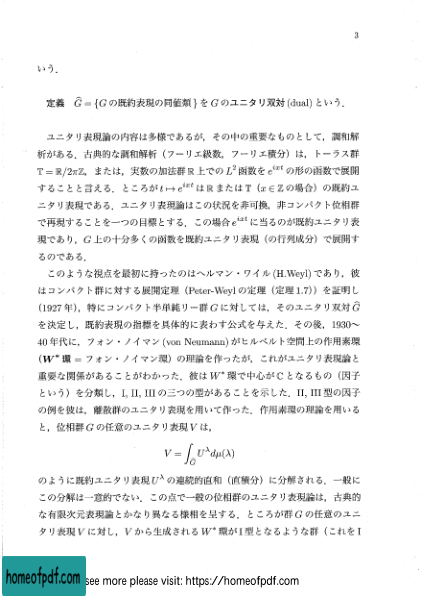 3
いう.
定義 Ĝ = {G の既約表現の同値類} を G のユニタリ双対 (dual) という.
ユニタリ表現論の内容は多様であるが, その中の重要なものとして, 調和解
析がある. 古典的な調和解析（フーリエ級数, フーリエ積分）は, トーラス群
𝕋 = ℝ/2πℤ, または, 実数の加法群 ℝ 上での L² 函数を e^{ixt} の形の函数で展開
することと言える. ところが t ↦ e^{ixt} は ℝ または 𝕋（x ∈ ℤ の場合）の既約ユ
ニタリ表現である. ユニタリ表現論はこの状況を非可換, 非コンパクト位相群
で再現することを一つの目標とする. この場合 e^{ixt} に当るのが既約ユニタリ表
現であり, G 上の十分多くの函数を既約ユニタリ表現（の行列成分）で展開す
るのである.
このような視点を最初に持ったのはヘルマン・ワイル (H.Weyl) であり, 彼
はコンパクト群に対する展開定理（Peter-Weyl の定理（定理 1.7））を証明し
(1927 年), 特にコンパクト半単純リー群 G に対しては, そのユニタリ双対 Ĝ
を決定し, 既約表現の指標を具体的に表わす公式を与えた. その後, 1930〜
40 年代に, フォン・ノイマン (von Neumann) がヒルベルト空間上の作用素環
(W* 環 = フォン・ノイマン環) の理論を作ったが, これがユニタリ表現論と
重要な関係があることがわかった. 彼は W* 環で中心が ℂ となるもの（因子
という）を分類し, I, II, III の三つの型があることを示した. II, III 型の因子
の例を彼は, 離散群のユニタリ表現を用いて作った. 作用素環の理論を用いる
と, 位相群 G の任意のユニタリ表現 V は,
V = ∫_Ĝ U^λ dμ(λ)
のように既約ユニタリ表現 U^λ の連続的直和（直積分）に分解される. 一般に
この分解は一意的でない. この点で一般の位相群のユニタリ表現論は, 古典的
な有限次元表現論とかなり異なる様相を呈する. ところが群 G の任意のユニ
タリ表現 V に対し, V から生成される W* 環が I 型となるような群（これを I
homeofpdf.com
see more please visit: https://homeofpdf.com